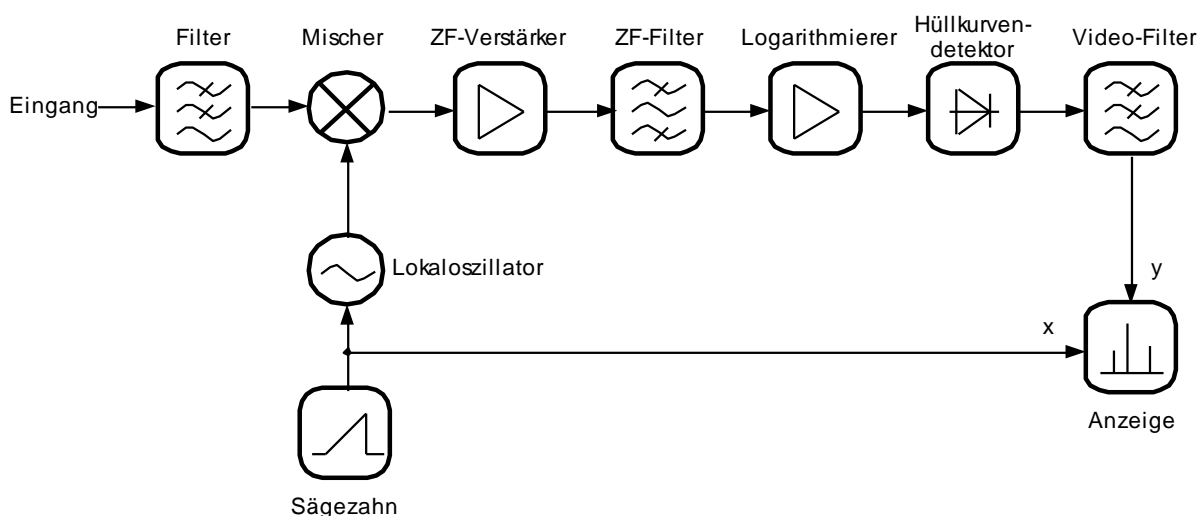 Filter
Mischer
ZF-Verstärker
ZF-Filter
Logarithmierer
Hüllkurven-
detektor
Video-Filter
Eingang
Lokaloszillator
y
x
Anzeige
Sägezahn